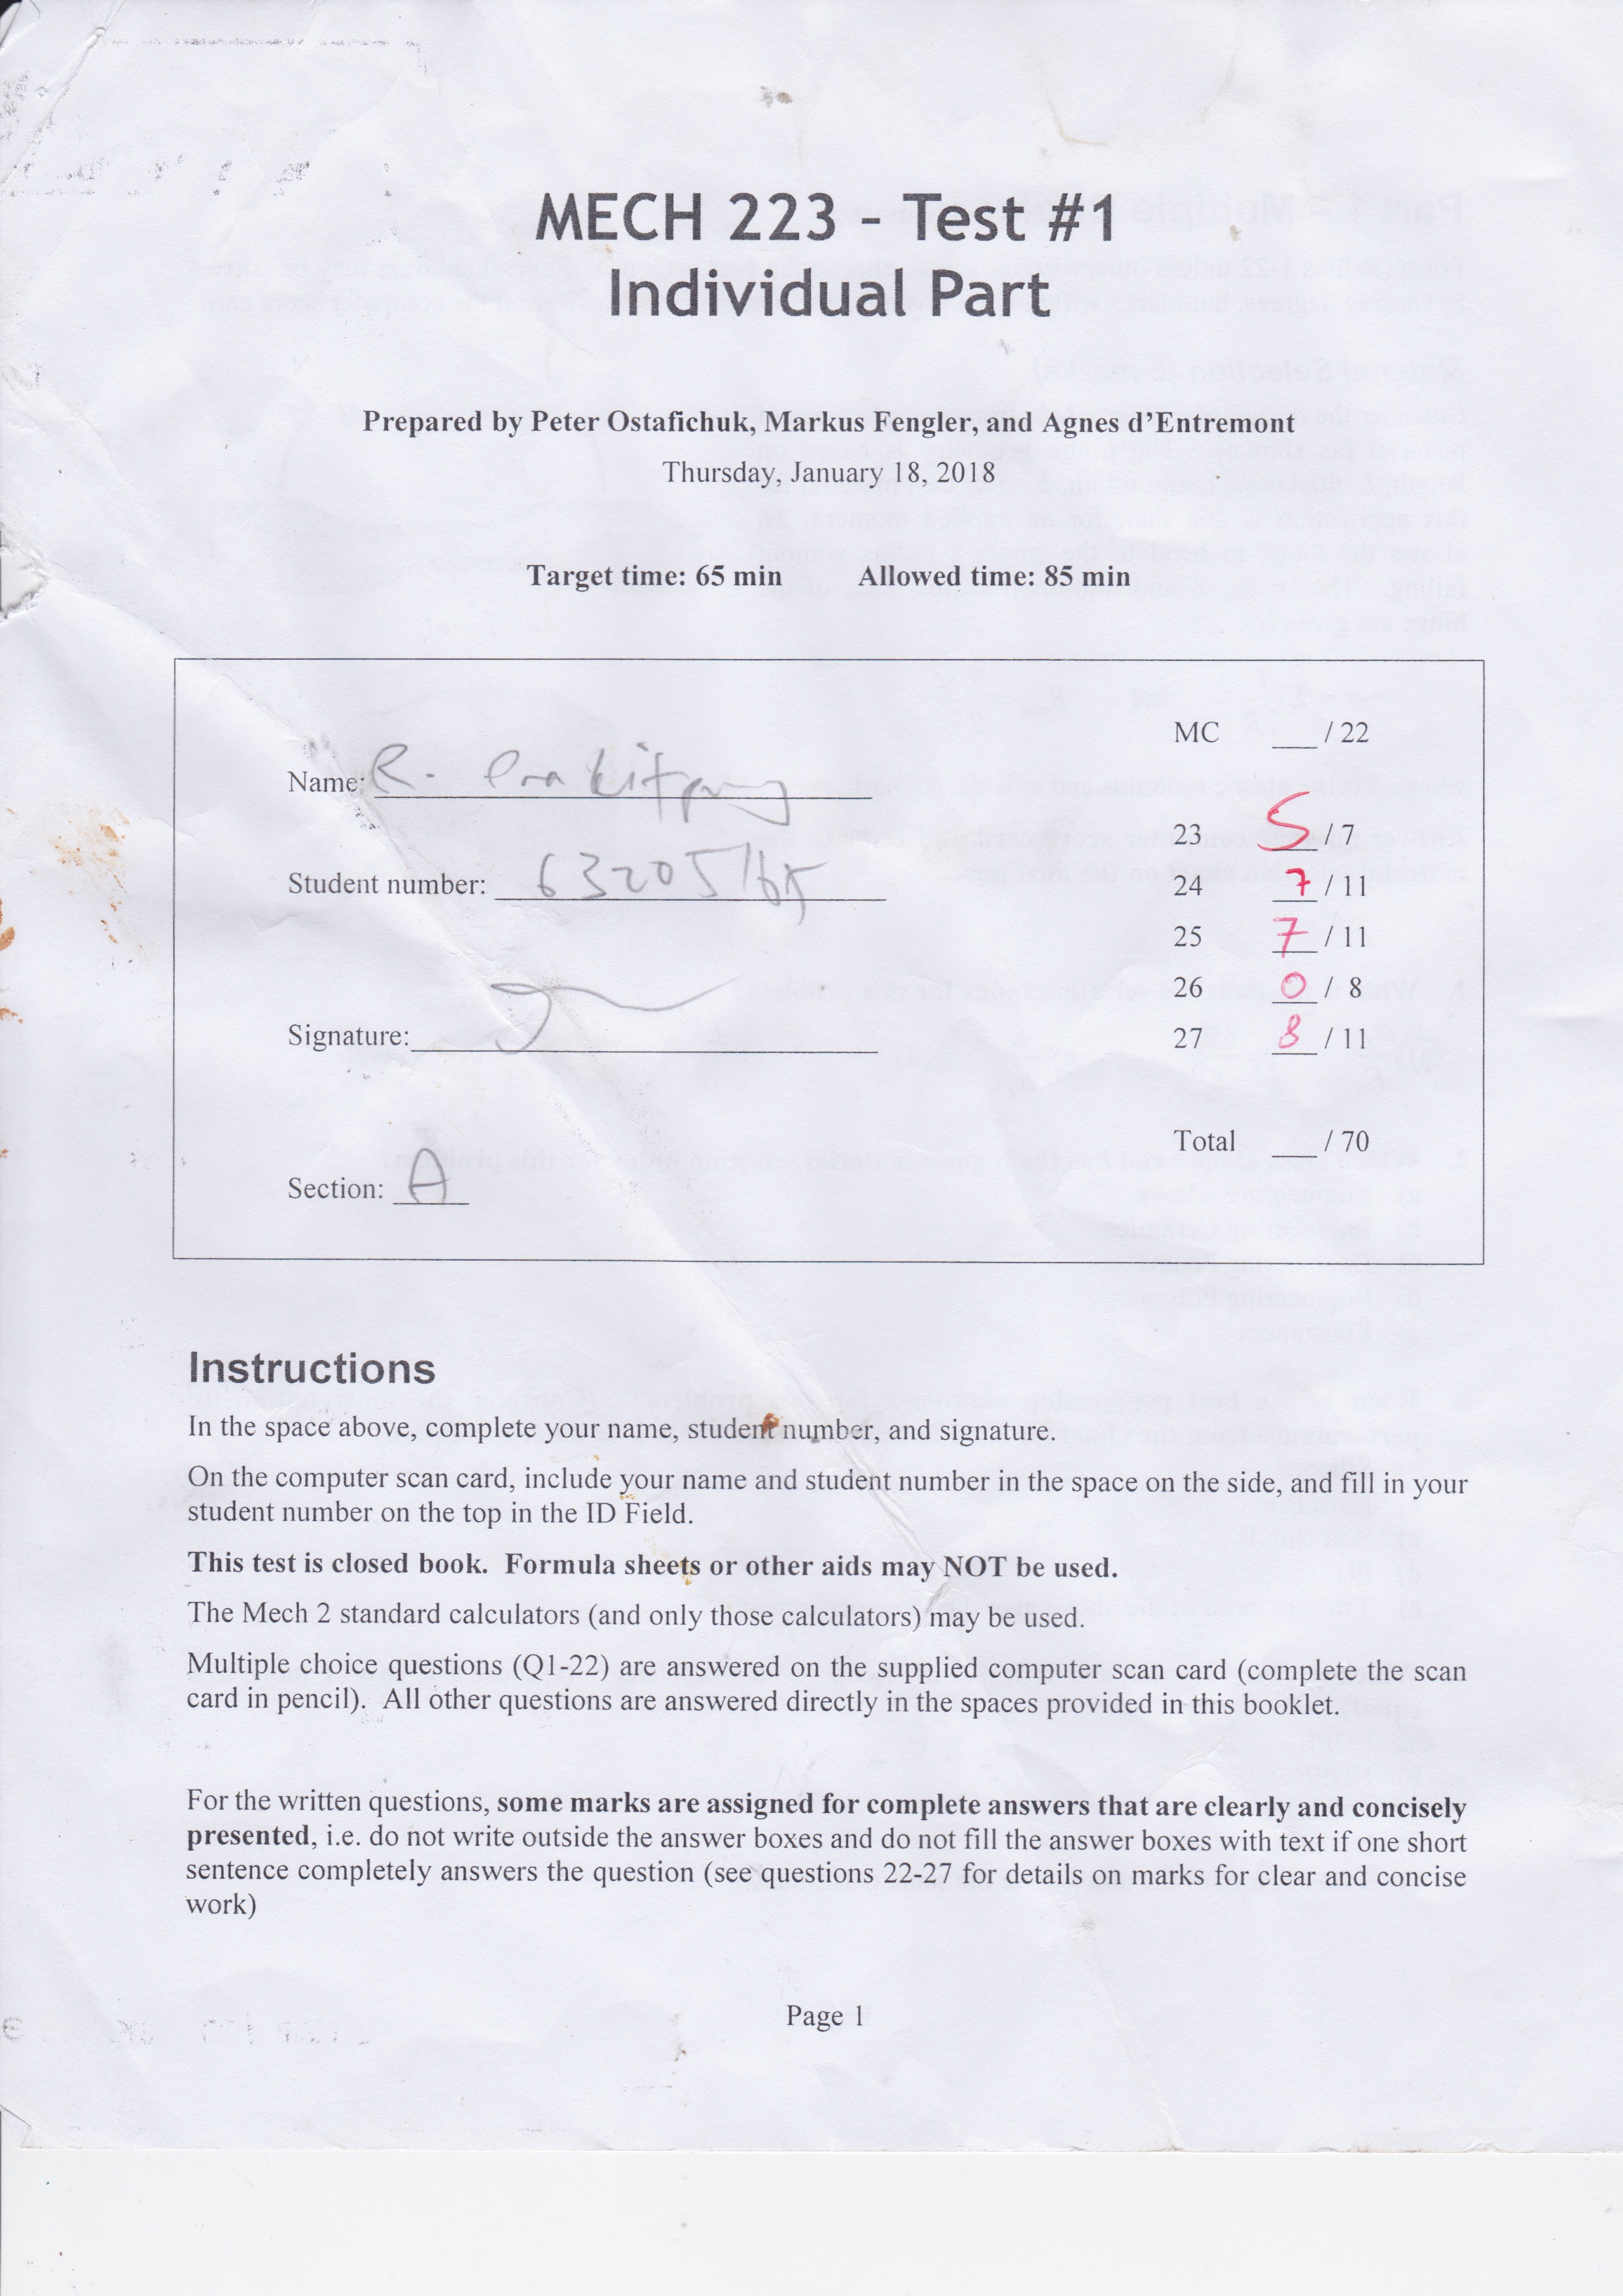 MECH 223 - Test #1
Individual Part
Prepared by Peter Ostafichuk, Markus Fengler, and Agnes d'Entremont
Thursday, January 18, 2018
Target time: 65 min Allowed time: 85 min
Name: R.
Student number:
Signature:
Section: A
MC ___ / 22
23 5 / 7
24 7 / 11
25 7 / 11
26 0 / 8
27 8 / 11
Total ___ / 70
Instructions
In the space above, complete your name, student number, and signature.
On the computer scan card, include your name and student number in the space on the side, and fill in your
student number on the top in the ID Field.
This test is closed book. Formula sheets or other aids may NOT be used.
The Mech 2 standard calculators (and only those calculators) may be used.
Multiple choice questions (Q1-22) are answered on the supplied computer scan card (complete the scan
card in pencil). All other questions are answered directly in the spaces provided in this booklet.
For the written questions, some marks are assigned for complete answers that are clearly and concisely
presented, i.e. do not write outside the answer boxes and do not fill the answer boxes with text if one short
sentence completely answers the question (see questions 22-27 for details on marks for clear and concise
work)
Page 1